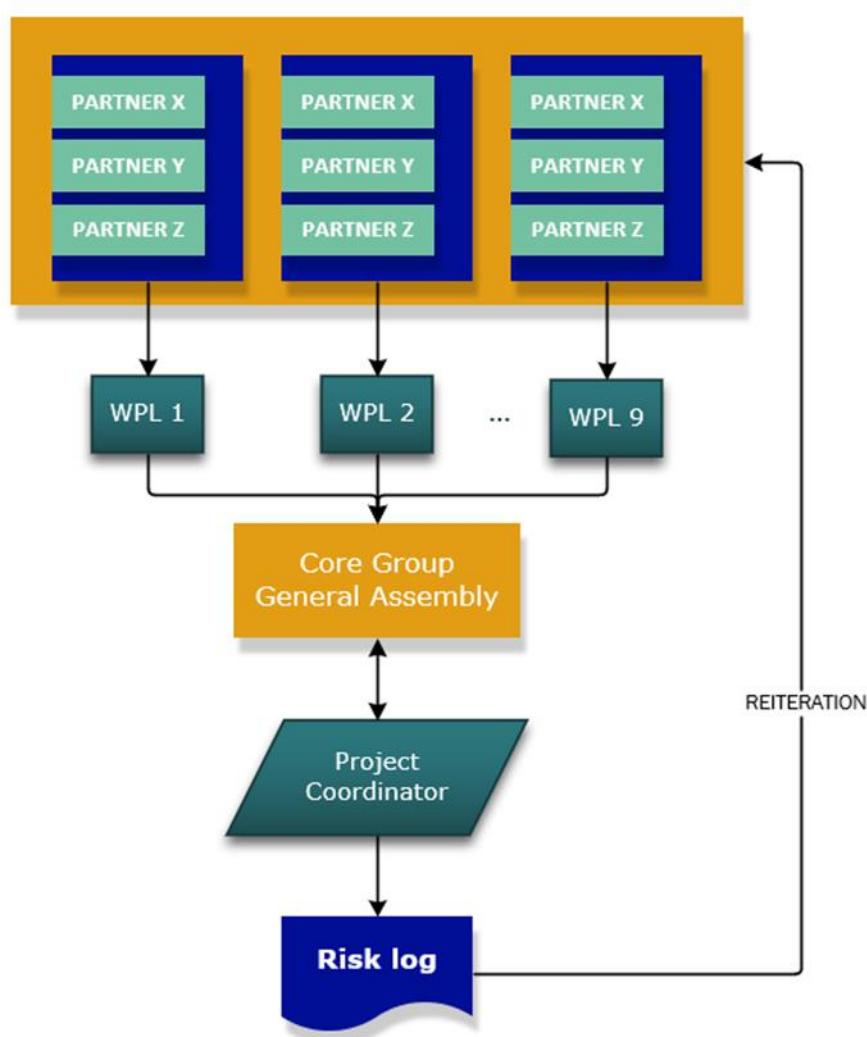 PARTNER X
PARTNER X
PARTNER X
PARTNER Y
PARTNER Y
PARTNER Y
PARTNER Z
PARTNER Z
PARTNER Z
WPL 1
WPL 2
...
WPL 9
Core Group
General Assembly
REITERATION
Project
Coordinator
Risk log